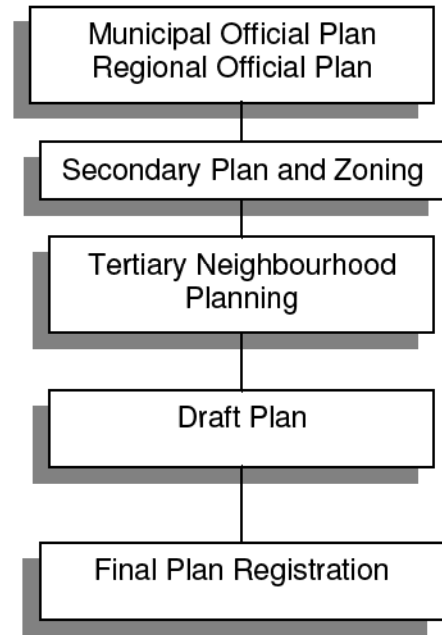 Municipal Official Plan
Regional Official Plan
Secondary Plan and Zoning
Tertiary Neighbourhood
Planning
Draft Plan
Final Plan Registration